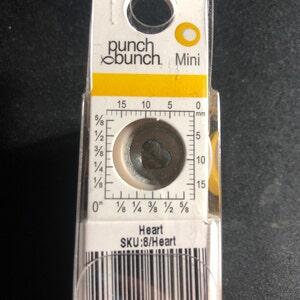 punch
bunch
Mini
15 10 5 0
mm
5/8
1/2
3/8
1/4
1/8
5
10
15
0" 1/8 1/4 3/8 1/2 5/8
Heart
SKU:8/Heart